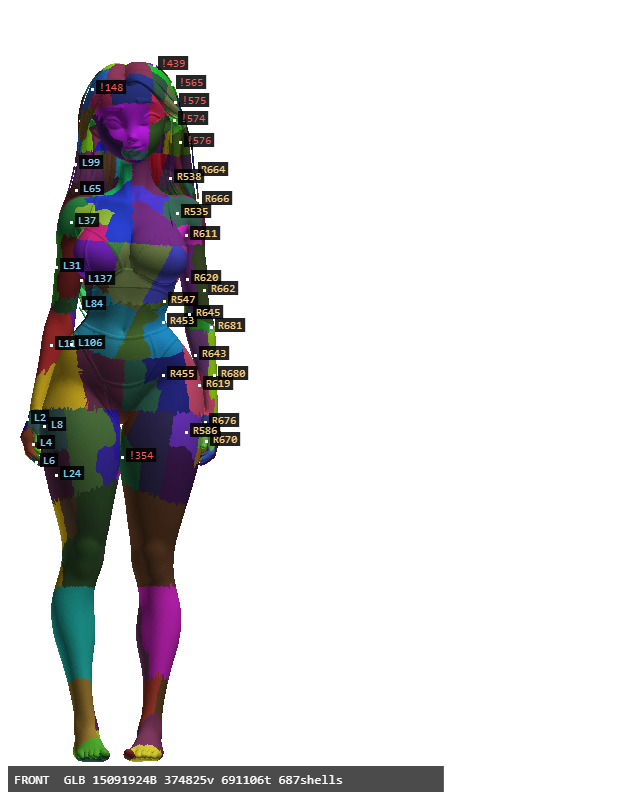 !439
!565
!148
!575
!574
!576
L99
R664
R538
L65
R666
R535
L37
R611
L31
L137
R620
R662
R547
L84
R645
R453
R681
L106
R643
R455
R680
R619
L2
R676
L8
R586
R670
L4
!354
L6
L24
FRONT GLB 15091924B 374825v 691106t 687shells